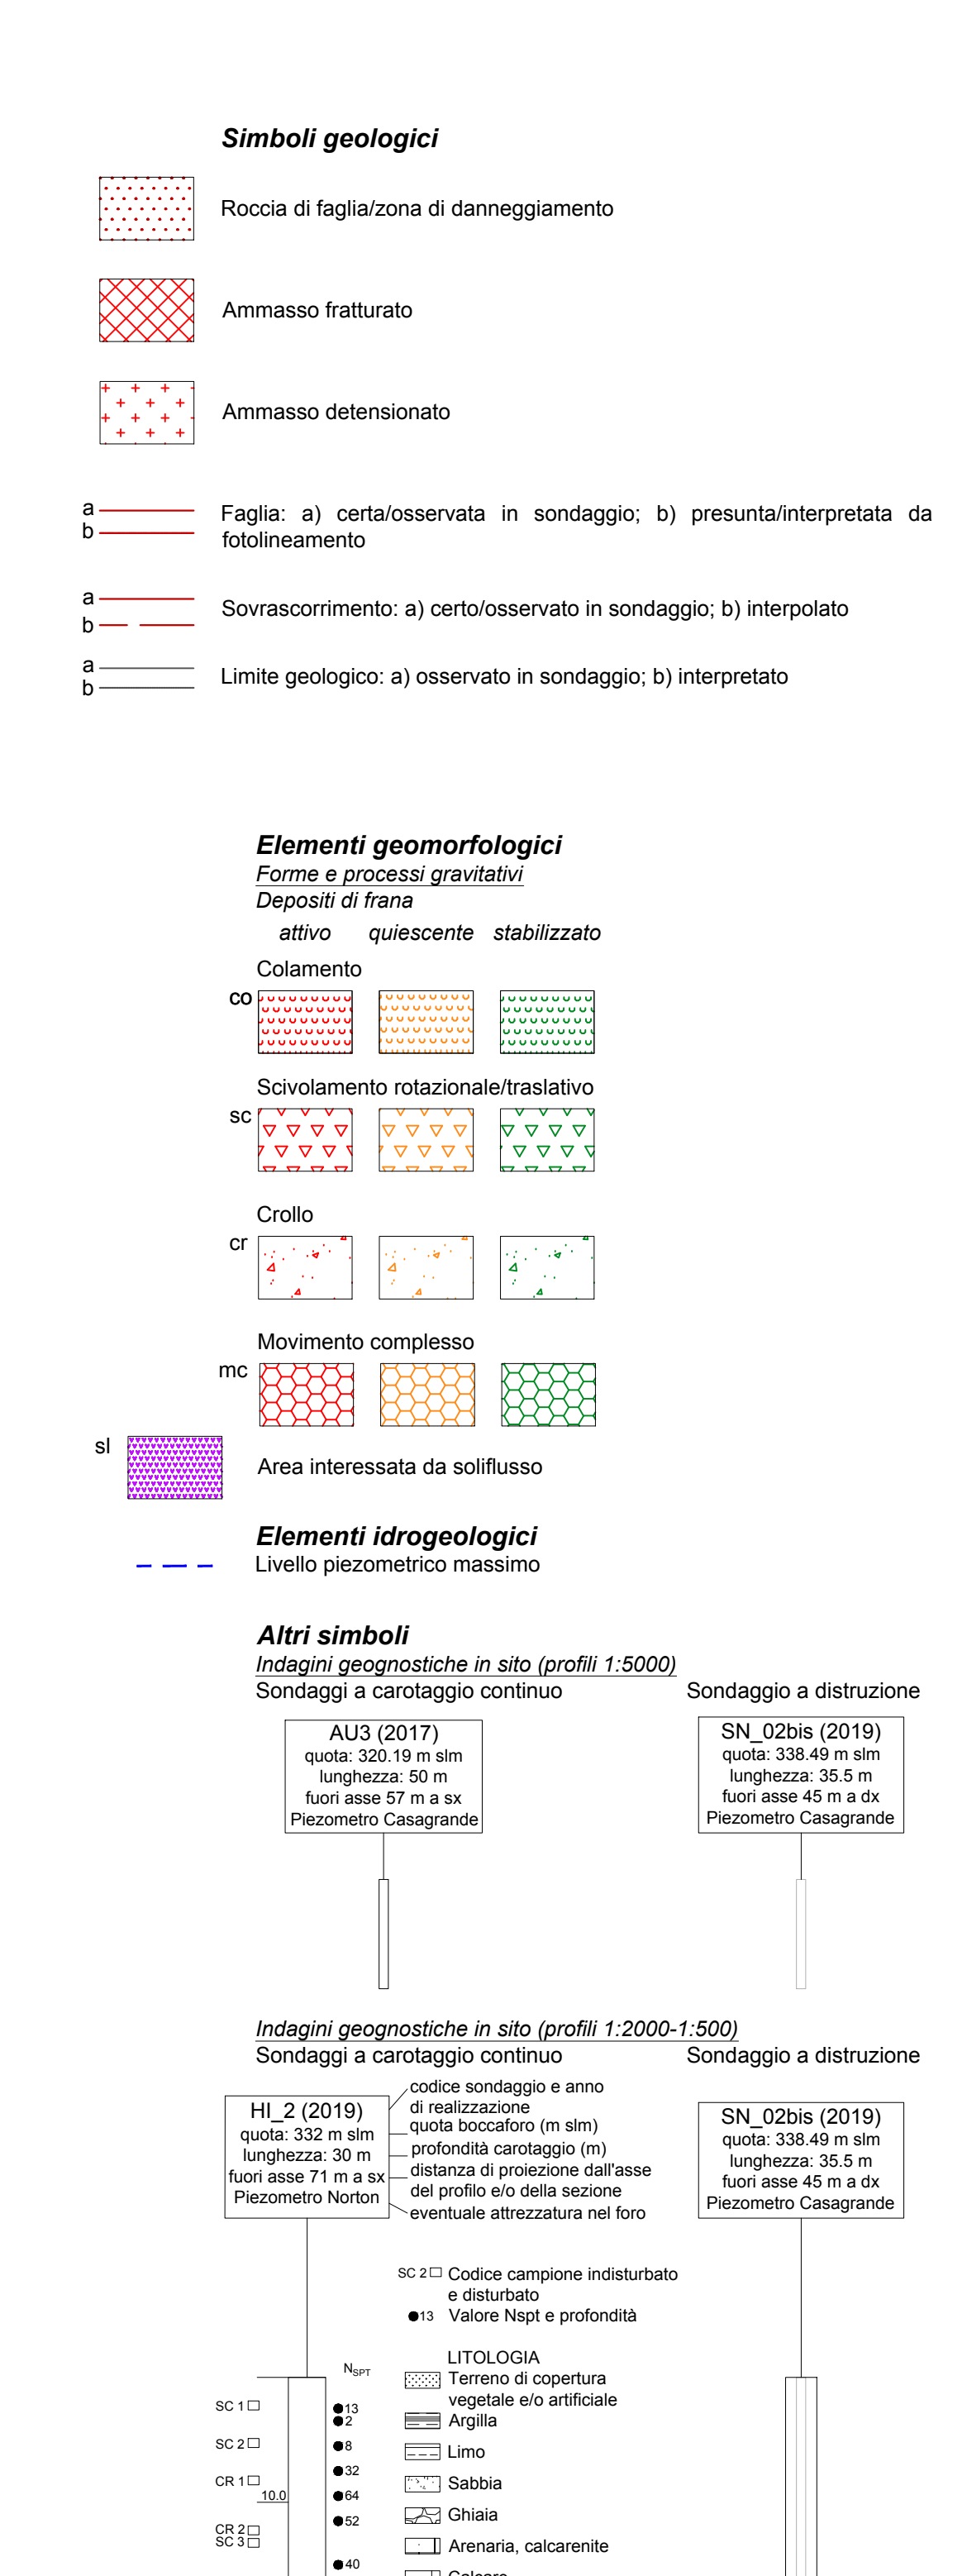 Simboli geologici
Roccia di faglia/zona di danneggiamento
Ammasso fratturato
Ammasso detensionato
a
b
Faglia: a) certa/osservata in sondaggio; b) presunta/interpretata da
fotolineamento
a
b
Sovrascorrimento: a) certo/osservato in sondaggio; b) interpolato
a
b
Limite geologico: a) osservato in sondaggio; b) interpretato
Elementi geomorfologici
Forme e processi gravitativi
Depositi di frana
attivo quiescente stabilizzato
Colamento
co
Scivolamento rotazionale/traslativo
sc
Crollo
cr
Movimento complesso
mc
sl
Area interessata da soliflusso
Elementi idrogeologici
Livello piezometrico massimo
Altri simboli
Indagini geognostiche in sito (profili 1:5000)
Sondaggi a carotaggio continuo
Sondaggio a distruzione
AU3 (2017)
quota: 320.19 m slm
lunghezza: 50 m
fuori asse 57 m a sx
Piezometro Casagrande
SN_02bis (2019)
quota: 338.49 m slm
lunghezza: 35.5 m
fuori asse 45 m a dx
Piezometro Casagrande
Indagini geognostiche in sito (profili 1:2000-1:500)
Sondaggi a carotaggio continuo
Sondaggio a distruzione
HI_2 (2019)
quota: 332 m slm
lunghezza: 30 m
fuori asse 71 m a sx
Piezometro Norton
codice sondaggio e anno
di realizzazione
quota boccaforo (m slm)
profondità carotaggio (m)
distanza di proiezione dall'asse
del profilo e/o della sezione
eventuale attrezzatura nel foro
SN_02bis (2019)
quota: 338.49 m slm
lunghezza: 35.5 m
fuori asse 45 m a dx
Piezometro Casagrande
SC 2 Codice campione indisturbato
e disturbato
13 Valore Nspt e profondità
LITOLOGIA
Terreno di copertura
vegetale e/o artificiale
Argilla
Limo
Sabbia
Ghiaia
Arenaria, calcarenite
Calcare
NSPT
SC 1
13
2
SC 2
8
32
CR 1
10.0
64
52
CR 2
SC 3
40